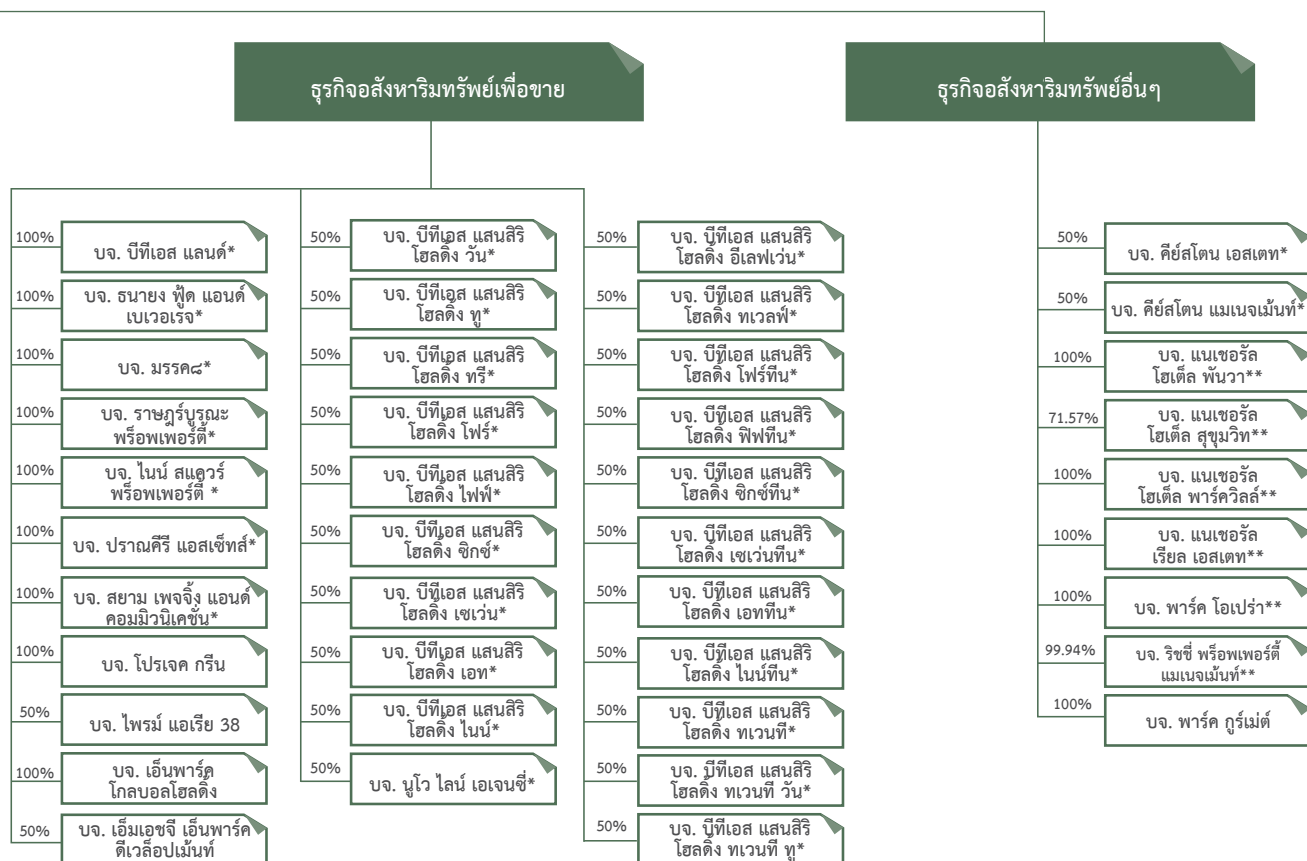 ธุรกิจอสังหาริมทรัพย์เพื่อขาย
100%
บจ. บีทีเอส แลนด์*
100%
บจ. ธนายง ฟู้ด แอนด์
เบเวอเรจ*
100%
บจ. มรรค๘*
100%
บจ. ราษฎร์บูรณะ
พร็อพเพอร์ตี้*
100%
บจ. ไนน์ สแควร์
พร็อพเพอร์ตี้ *
100%
บจ. ปราณคีรี แอสเซ็ทส์*
100%
บจ. สยาม เพจจิ้ง แอนด์
คอมมิวนิเคชั่น*
100%
บจ. โปรเจค กรีน
50%
บจ. ไพรม์ แอเรีย 38
100%
บจ. เอ็นพาร์ค
โกลบอลโฮลดิ้ง
50%
บจ. เอ็มเอชจี เอ็นพาร์ค
ดีเวล็อปเม้นท์
50%
บจ. บีทีเอส แสนสิริ
โฮลดิ้ง วัน*
50%
บจ. บีทีเอส แสนสิริ
โฮลดิ้ง ทู*
50%
บจ. บีทีเอส แสนสิริ
โฮลดิ้ง ทรี*
50%
บจ. บีทีเอส แสนสิริ
โฮลดิ้ง โฟร์*
50%
บจ. บีทีเอส แสนสิริ
โฮลดิ้ง ไฟฟ์*
50%
บจ. บีทีเอส แสนสิริ
โฮลดิ้ง ซิกซ์*
50%
บจ. บีทีเอส แสนสิริ
โฮลดิ้ง เซเว่น*
50%
บจ. บีทีเอส แสนสิริ
โฮลดิ้ง เอท*
50%
บจ. บีทีเอส แสนสิริ
โฮลดิ้ง ไนน์*
50%
บจ. นูโว ไลน์ เอเจนซี่*
50%
บจ. บีทีเอส แสนสิริ
โฮลดิ้ง อีเลฟเว่น*
50%
บจ. บีทีเอส แสนสิริ
โฮลดิ้ง ทเวลฟ์*
50%
บจ. บีทีเอส แสนสิริ
โฮลดิ้ง โฟร์ทีน*
50%
บจ. บีทีเอส แสนสิริ
โฮลดิ้ง ฟิฟทีน*
50%
บจ. บีทีเอส แสนสิริ
โฮลดิ้ง ซิกซ์ทีน*
50%
บจ. บีทีเอส แสนสิริ
โฮลดิ้ง เซเว่นทีน*
50%
บจ. บีทีเอส แสนสิริ
โฮลดิ้ง เอททีน*
50%
บจ. บีทีเอส แสนสิริ
โฮลดิ้ง ไนน์ทีน*
50%
บจ. บีทีเอส แสนสิริ
โฮลดิ้ง ทเวนที*
50%
บจ. บีทีเอส แสนสิริ
โฮลดิ้ง ทเวนที วัน*
50%
บจ. บีทีเอส แสนสิริ
โฮลดิ้ง ทเวนที ทู*
ธุรกิจอสังหาริมทรัพย์อื่นๆ
50%
บจ. คีย์สโตน เอสเตท*
50%
บจ. คีย์สโตน แมเนจเม้นท์*
100%
บจ. แนเชอรัล
โฮเต็ล พันวา**
71.57%
บจ. แนเชอรัล
โฮเต็ล สุขุมวิท**
100%
บจ. แนเชอรัล
โฮเต็ล พาร์ควิลล์**
100%
บจ. แนเชอรัล
เรียล เอสเตท**
100%
บจ. พาร์ค โอเปร่า**
99.94%
บจ. ริชชี่ พร็อพเพอร์ตี้
แมเนจเม้นท์**
100%
บจ. พาร์ค กูร์เม่ต์